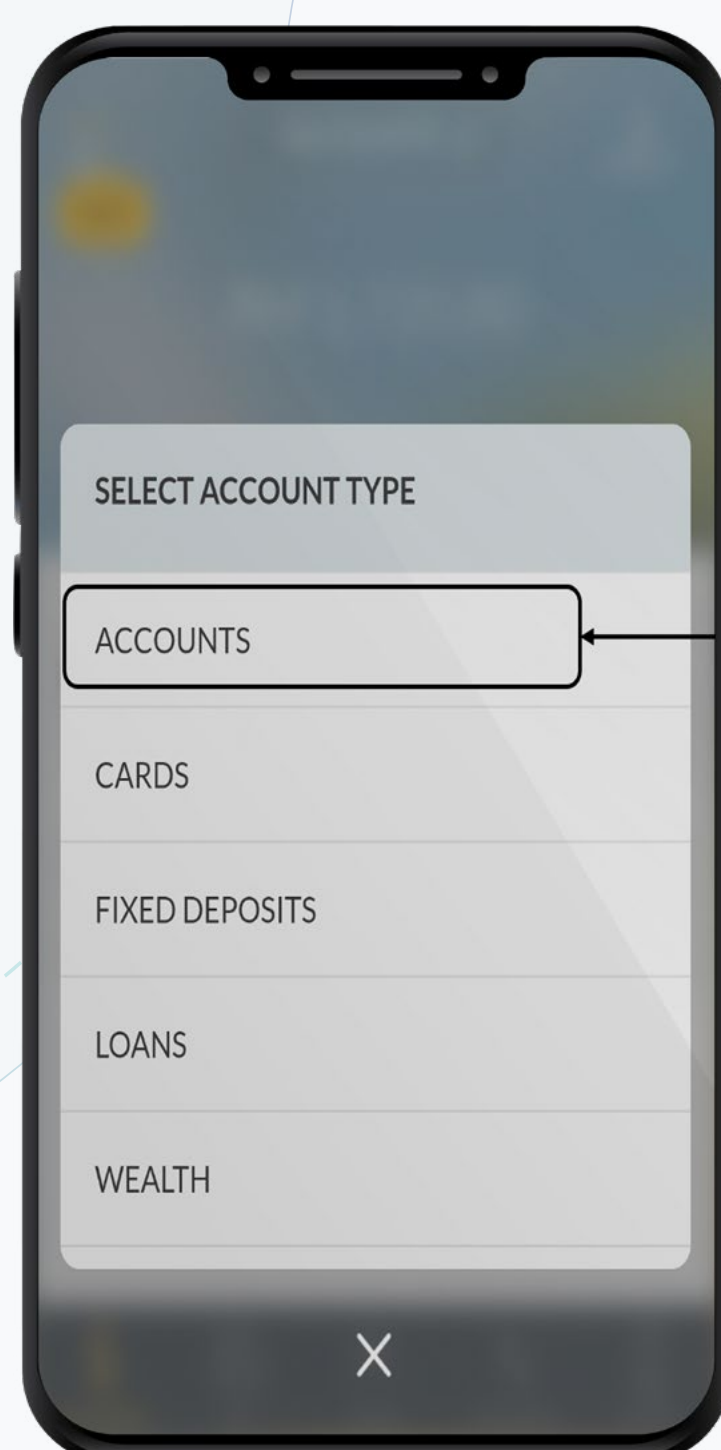 SELECT ACCOUNT TYPE
ACCOUNTS
CARDS
FIXED DEPOSITS
LOANS
WEALTH
X